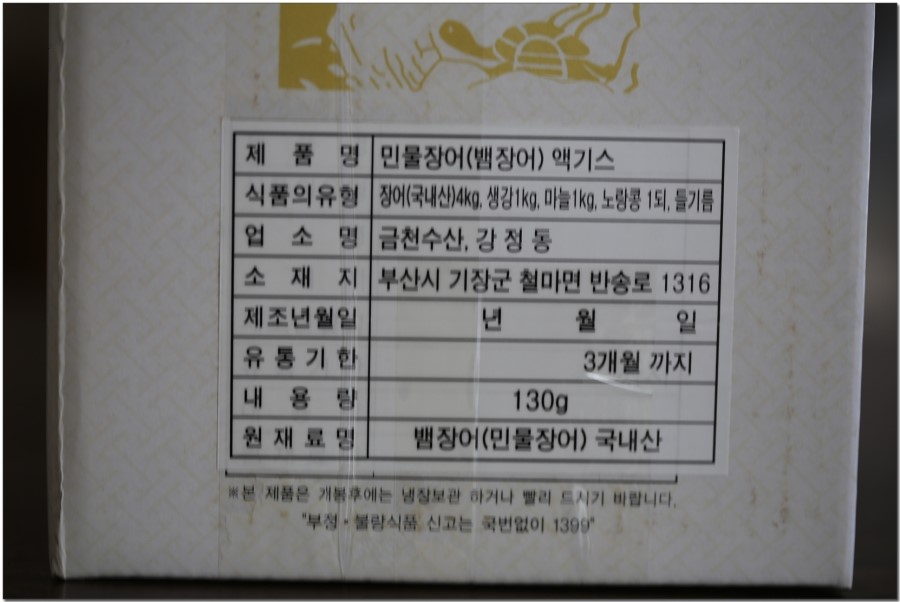 제 품 명 민물장어(뱀장어) 액기스
식품의유형 장어(국내산)4kg, 생강1kg, 마늘1kg, 노랑콩 1되, 들기름
업 소 명 금천수산, 강 정 동
소 재 지 부산시 기장군 철마면 반송로 1316
제조년월일 년 월 일
유 통 기 한 3개월 까지
내 용 량 130g
원 재 료 명 뱀장어(민물장어) 국내산
※본 제품은 개봉후에는 냉장보관 하거나 빨리 드시기 바랍니다.
"부정·불량식품 신고는 국번없이 1399"